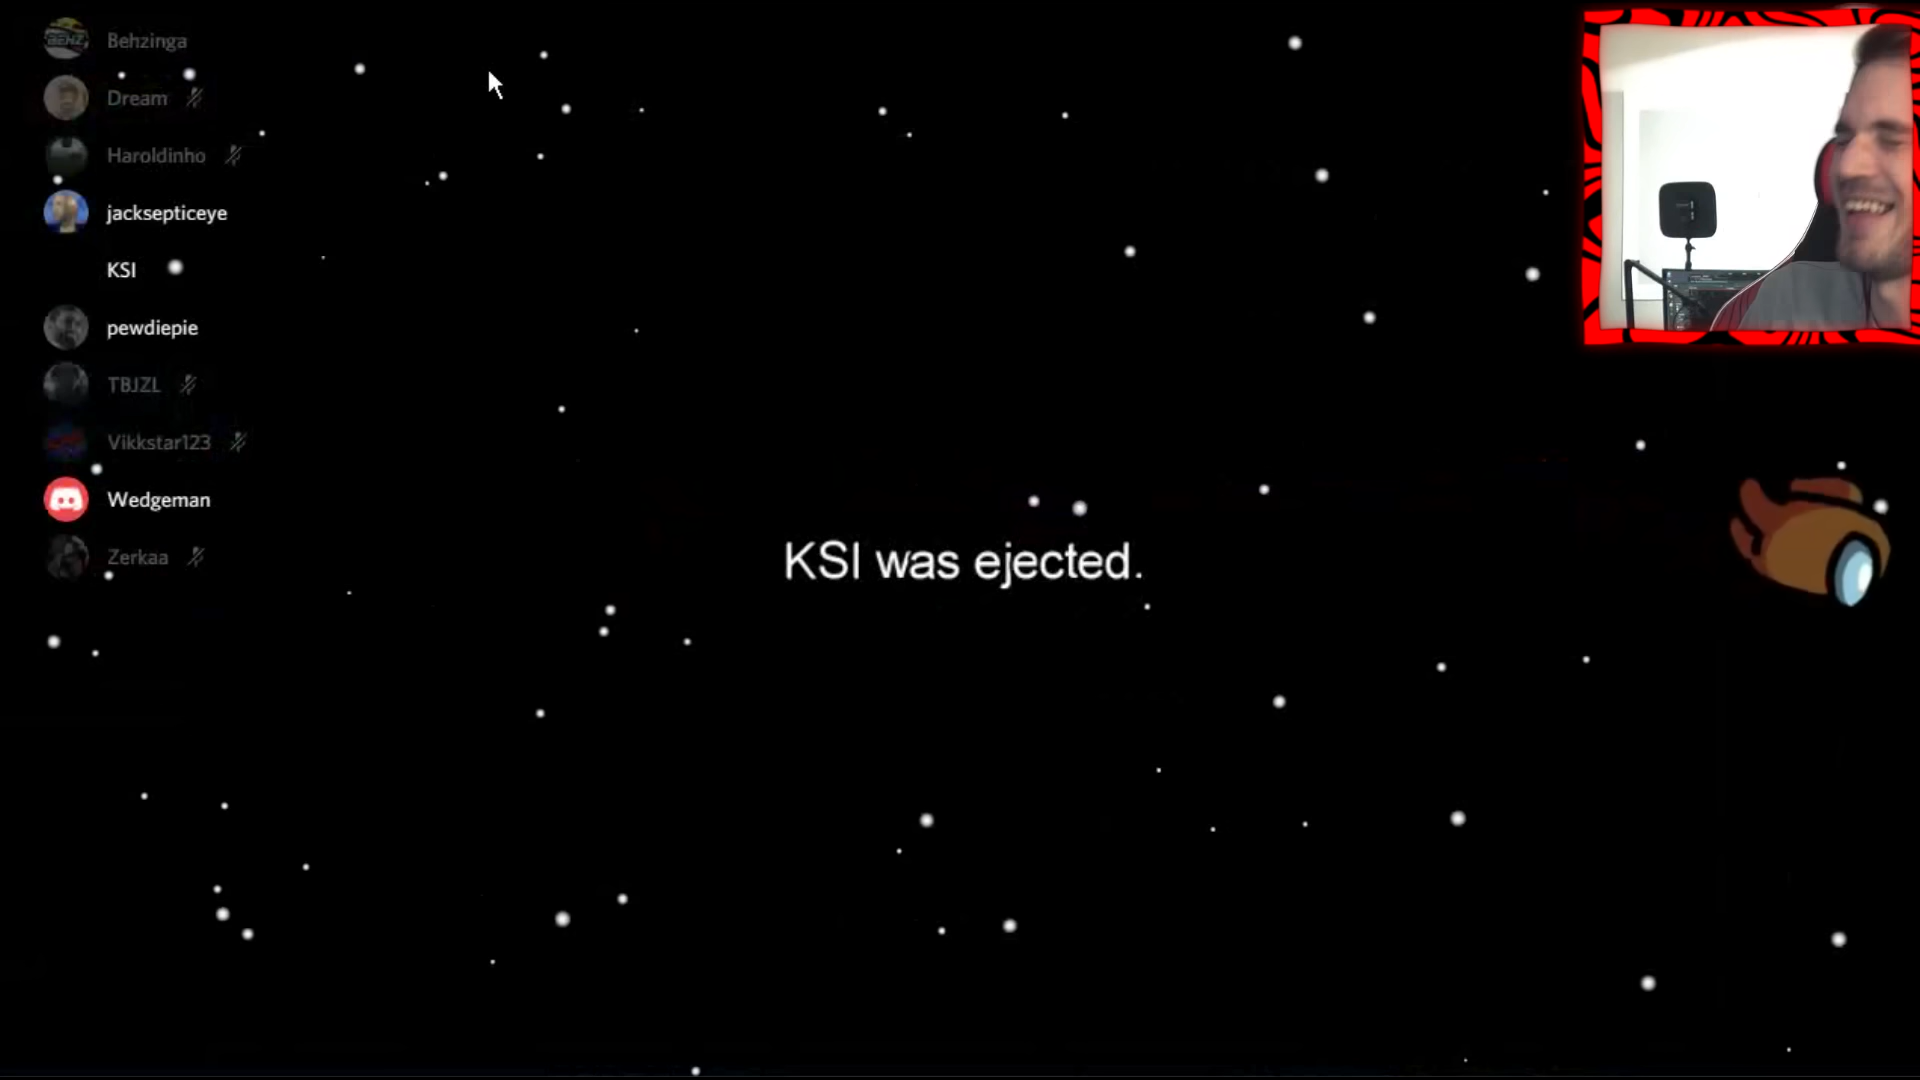 Behzinga
Dream
Haroldinho
jacksepticeye
KSI
pewdiepie
TBJZL
Vikkstar123
Wedgeman
Zerkaa
KSI was ejected.